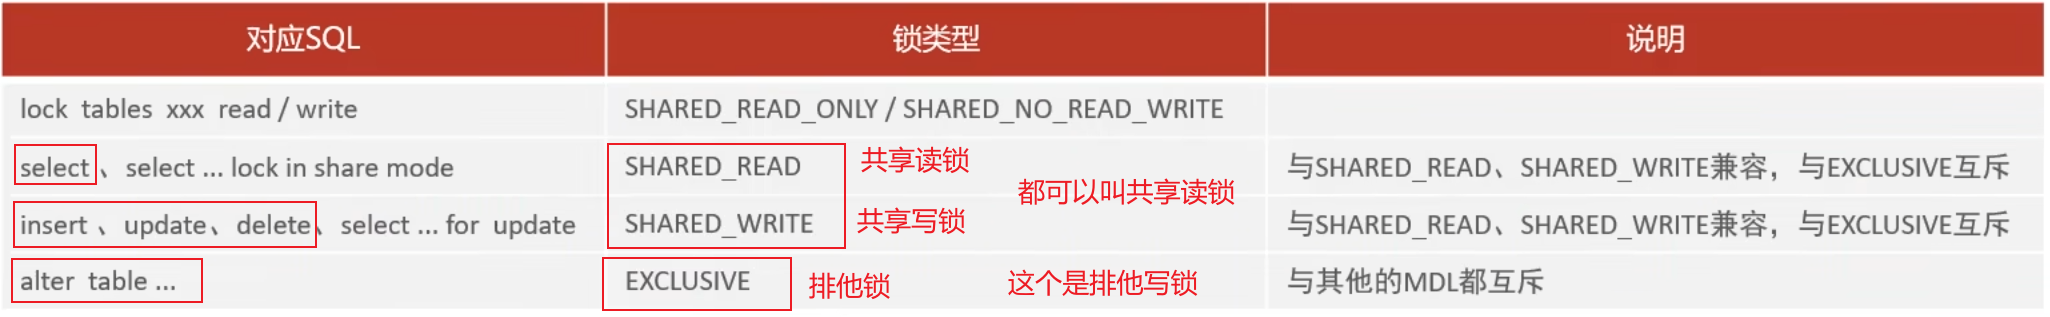 对应SQL 锁类型 说明
lock tables xxx read / write SHARED_READ_ONLY / SHARED_NO_READ_WRITE
select 、select ... lock in share mode SHARED_READ 共享读锁 与SHARED_READ、SHARED_WRITE兼容，与EXCLUSIVE互斥
都可以叫共享读锁
insert 、update、delete、select ... for update SHARED_WRITE 共享写锁 与SHARED_READ、SHARED_WRITE兼容，与EXCLUSIVE互斥
alter table ... EXCLUSIVE 排他锁 这个是排他写锁 与其他的MDL都互斥